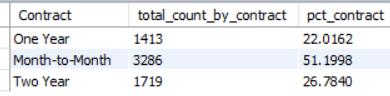 Contract total_count_by_contract pct_contract
One Year 1413 22.0162
Month-to-Month 3286 51.1998
Two Year 1719 26.7840